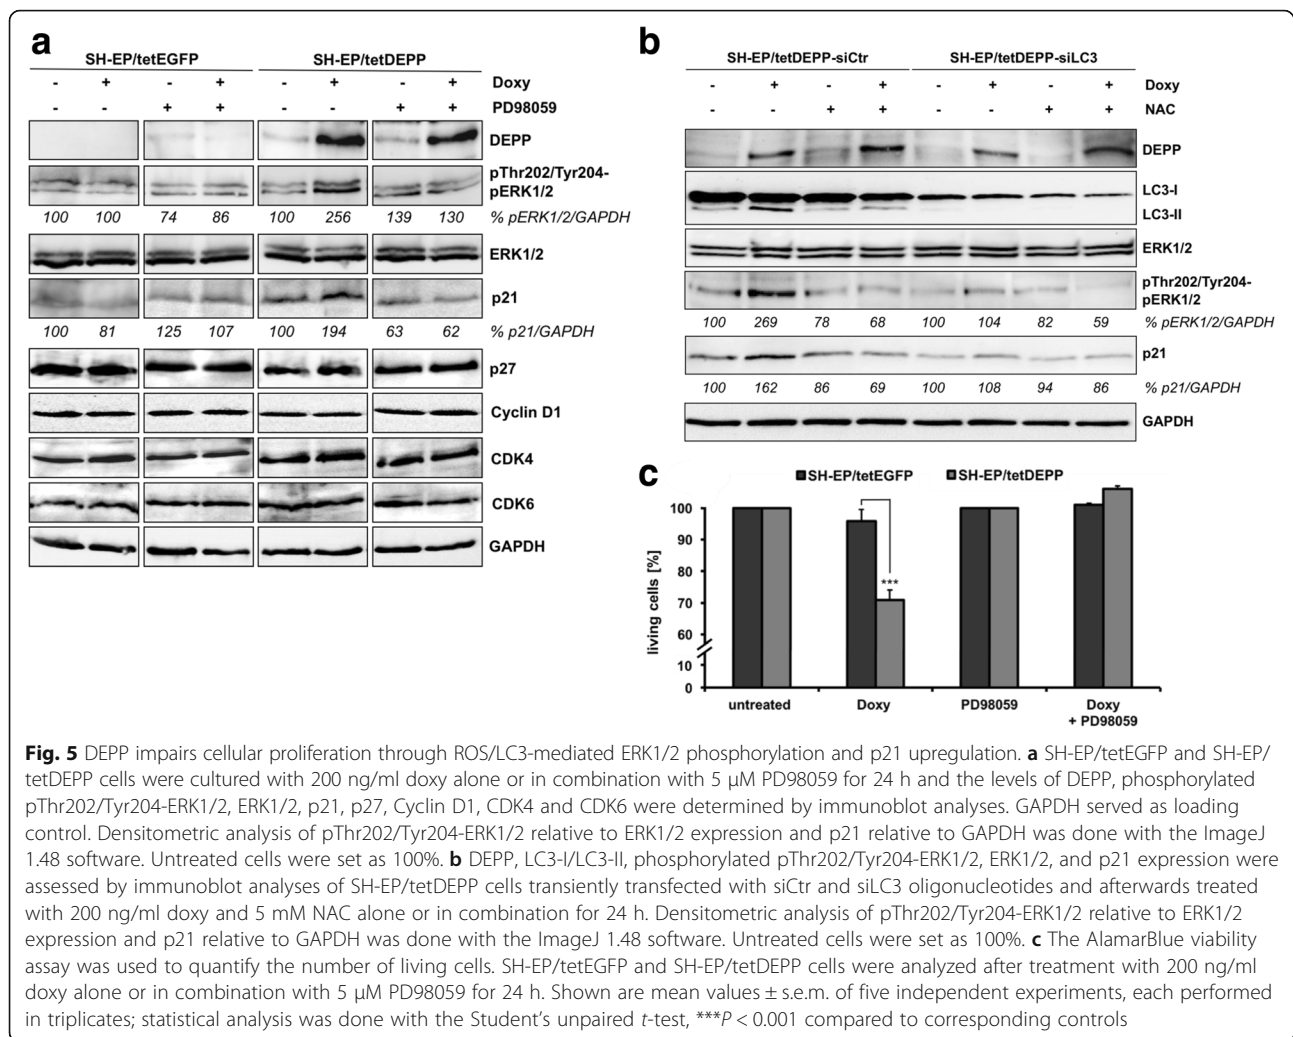 a
SH-EP/tetEGFP SH-EP/tetDEPP
- + - + - + - + Doxy
- - + + - - + + PD98059
DEPP
pThr202/Tyr204-
pERK1/2
100 100 74 86 100 256 139 130 % pERK1/2/GAPDH
ERK1/2
p21
100 81 125 107 100 194 63 62 % p21/GAPDH
p27
Cyclin D1
CDK4
CDK6
GAPDH
b
SH-EP/tetDEPP-siCtr SH-EP/tetDEPP-siLC3
- + - + - + - + Doxy
- - + + - - + + NAC
DEPP
LC3-I
LC3-II
ERK1/2
pThr202/Tyr204-
pERK1/2
100 269 78 68 100 104 82 59 % pERK1/2/GAPDH
p21
100 162 86 69 100 108 94 86 % p21/GAPDH
GAPDH
c
SH-EP/tetEGFP SH-EP/tetDEPP
living cells [%]
100
90
80
70
60
10
0
***
untreated Doxy PD98059 Doxy
+ PD98059
Fig. 5 DEPP impairs cellular proliferation through ROS/LC3-mediated ERK1/2 phosphorylation and p21 upregulation. a SH-EP/tetEGFP and SH-EP/
tetDEPP cells were cultured with 200 ng/ml doxy alone or in combination with 5 μM PD98059 for 24 h and the levels of DEPP, phosphorylated
pThr202/Tyr204-ERK1/2, ERK1/2, p21, p27, Cyclin D1, CDK4 and CDK6 were determined by immunoblot analyses. GAPDH served as loading
control. Densitometric analysis of pThr202/Tyr204-ERK1/2 relative to ERK1/2 expression and p21 relative to GAPDH was done with the ImageJ
1.48 software. Untreated cells were set as 100%. b DEPP, LC3-I/LC3-II, phosphorylated pThr202/Tyr204-ERK1/2, ERK1/2, and p21 expression were
assessed by immunoblot analyses of SH-EP/tetDEPP cells transiently transfected with siCtr and siLC3 oligonucleotides and afterwards treated
with 200 ng/ml doxy and 5 mM NAC alone or in combination for 24 h. Densitometric analysis of pThr202/Tyr204-ERK1/2 relative to ERK1/2
expression and p21 relative to GAPDH was done with the ImageJ 1.48 software. Untreated cells were set as 100%. c The AlamarBlue viability
assay was used to quantify the number of living cells. SH-EP/tetEGFP and SH-EP/tetDEPP cells were analyzed after treatment with 200 ng/ml
doxy alone or in combination with 5 μM PD98059 for 24 h. Shown are mean values ± s.e.m. of five independent experiments, each performed
in triplicates; statistical analysis was done with the Student's unpaired t-test, ***P < 0.001 compared to corresponding controls